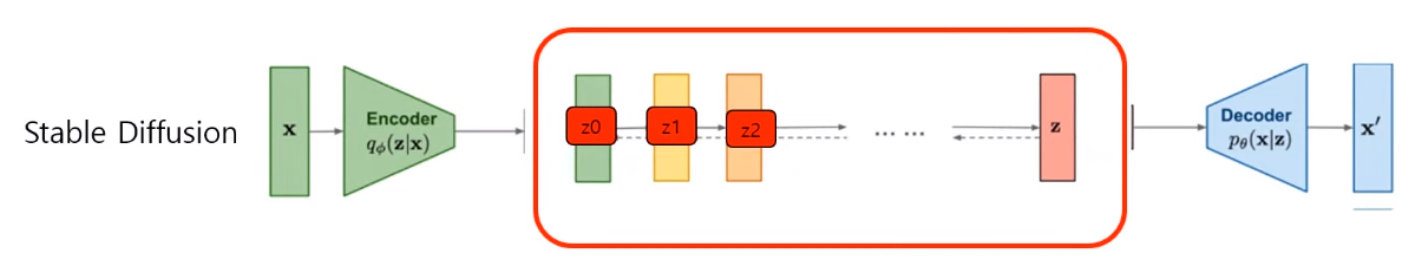 Stable Diffusion
x
Encoder
qϕ(z|x)
z0
z1
z2
... ...
z
Decoder
pθ(x|z)
x′